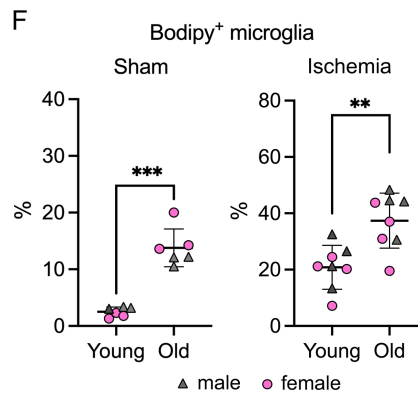 F
Bodipy+ microglia
Sham
Ischemia
40
30
20
10
0
%
***
Young Old
80
60
40
20
0
%
**
Young Old
male female